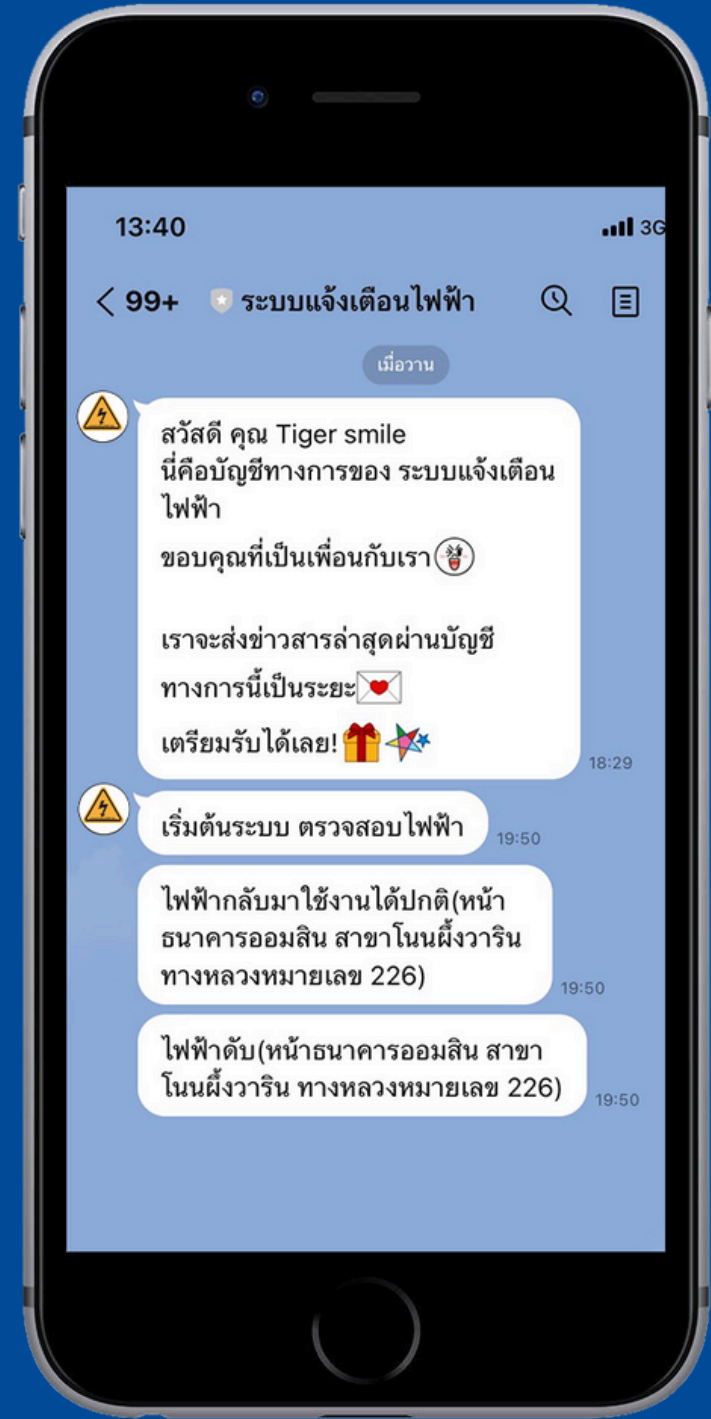 13:40
3G
99+ ระบบแจ้งเตือนไฟฟ้า
เมื่อวาน
สวัสดี คุณ Tiger smile
นี่คือบัญชีทางการของ ระบบแจ้งเตือน
ไฟฟ้า
ขอบคุณที่เป็นเพื่อนกับเรา
เราจะส่งข่าวสารล่าสุดผ่านบัญชี
ทางการนี้เป็นระยะ
เตรียมรับได้เลย!
18:29
เริ่มต้นระบบ ตรวจสอบไฟฟ้า
19:50
ไฟฟ้ากลับมาใช้งานได้ปกติ(หน้า
ธนาคารออมสิน สาขาโนนผึ้งวาริน
ทางหลวงหมายเลข 226)
19:50
ไฟฟ้าดับ(หน้าธนาคารออมสิน สาขา
โนนผึ้งวาริน ทางหลวงหมายเลข 226)
19:50